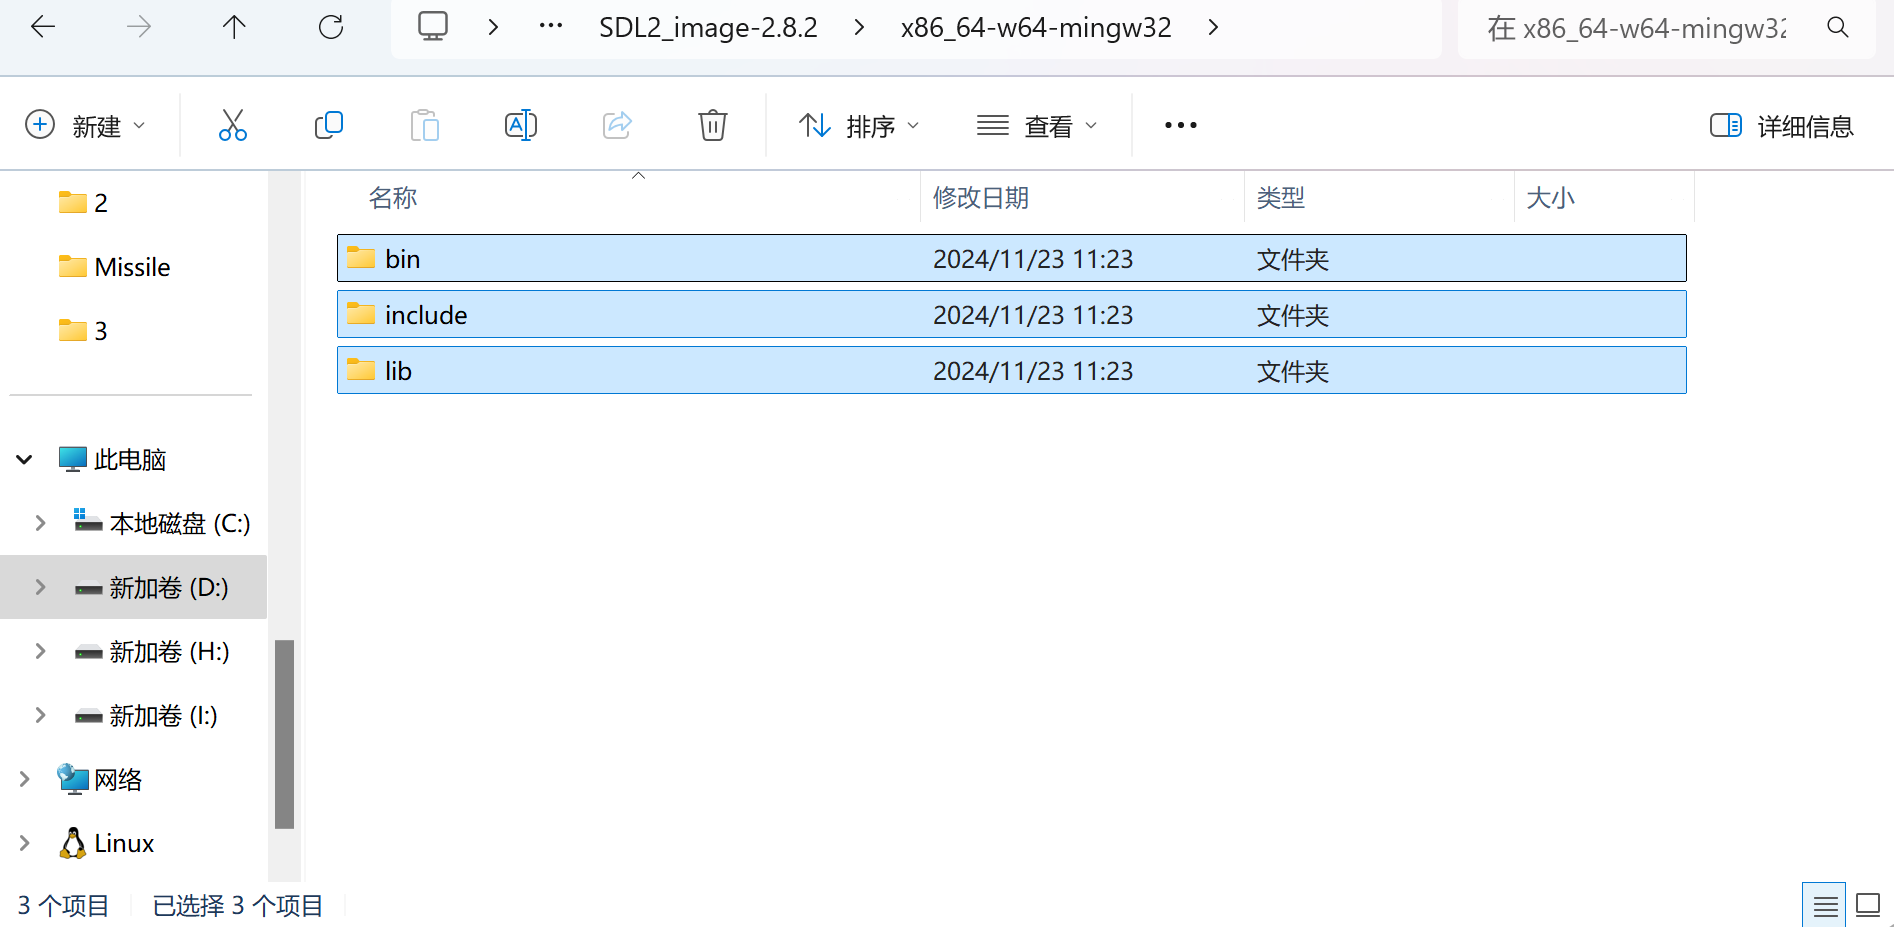 SDL2_image-2.8.2 x86_64-w64-mingw32 在 x86_64-w64-mingw32
新建 排序 查看 详细信息
2
Missile
3
此电脑
本地磁盘 (C:)
新加卷 (D:)
新加卷 (H:)
新加卷 (I:)
网络
Linux
名称 修改日期 类型 大小
bin 2024/11/23 11:23 文件夹
include 2024/11/23 11:23 文件夹
lib 2024/11/23 11:23 文件夹
3 个项目 已选择 3 个项目